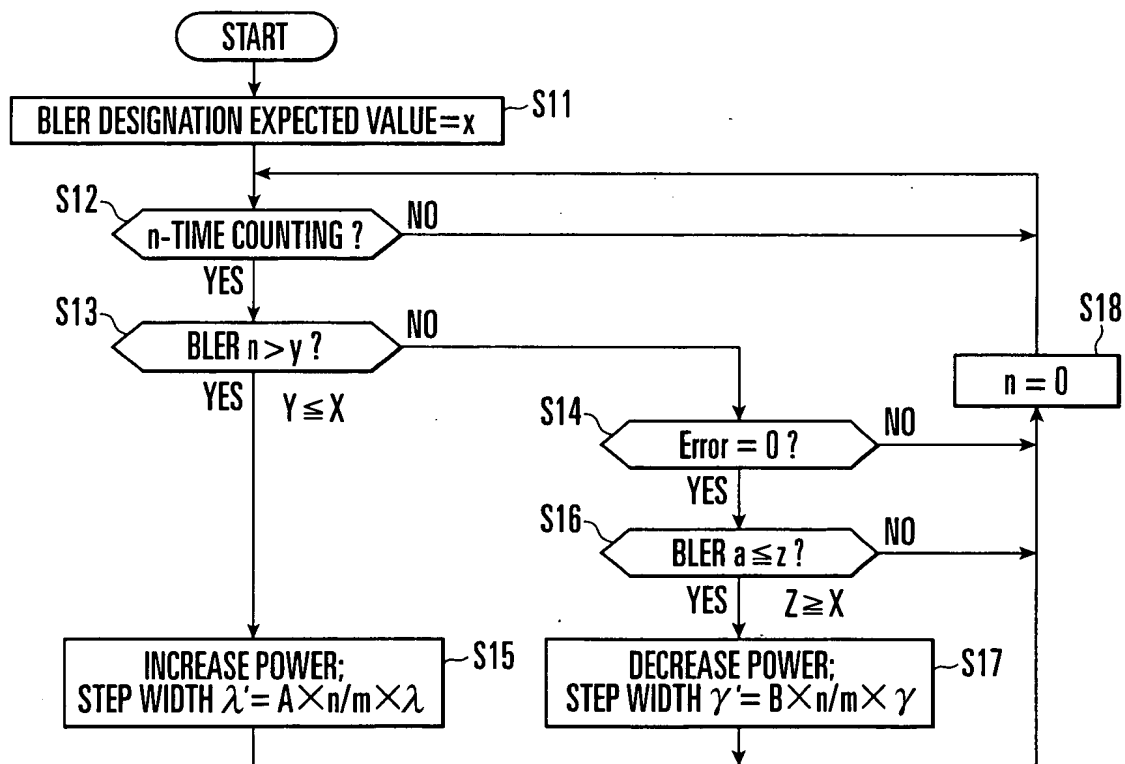 START
BLER DESIGNATION EXPECTED VALUE=x
S11
S12
n-TIME COUNTING ?
NO
YES
S13
BLER n > y ?
NO
YES
Y≦X
S18
n = 0
S14
Error = 0 ?
NO
YES
S16
BLER a ≦ z ?
NO
YES
Z≧X
INCREASE POWER;
STEP WIDTH λ'= A×n/m×λ
S15
DECREASE POWER;
STEP WIDTH γ'= B×n/m×γ
S17